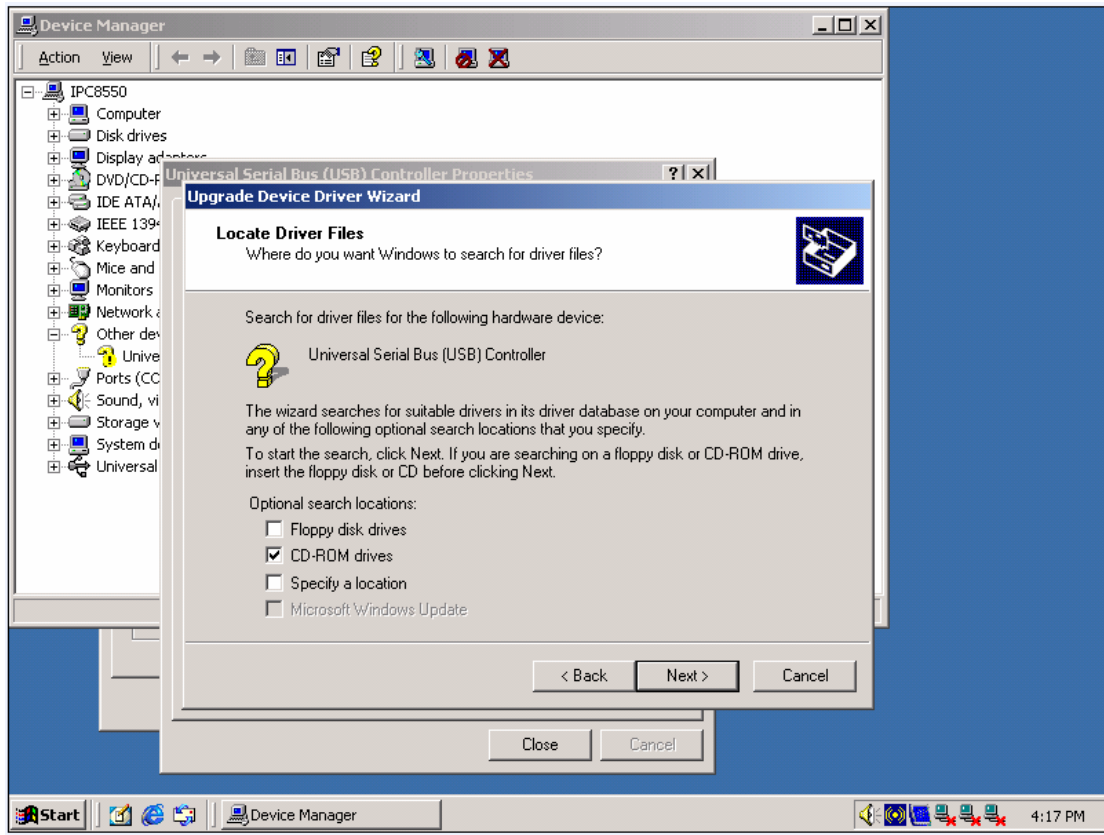 Device Manager
Action View
IPC8550
Computer
Disk drives
Display adapters
Universal Serial Bus (USB) Controller Properties
DVD/CD-R
Upgrade Device Driver Wizard
IDE ATA/
IEEE 139
Locate Driver Files
Keyboard
Where do you want Windows to search for driver files?
Mice and
Monitors
Network
Search for driver files for the following hardware device:
Other dev
Unive
Universal Serial Bus (USB) Controller
Ports (CO
Sound, vi
The wizard searches for suitable drivers in its driver database on your computer and in
Storage v
any of the following optional search locations that you specify.
System d
To start the search, click Next. If you are searching on a floppy disk or CD-ROM drive,
Universal
insert the floppy disk or CD before clicking Next.
Optional search locations:
Floppy disk drives
CD-ROM drives
Specify a location
Microsoft Windows Update
< Back Next > Cancel
Close Cancel
Start Device Manager 4:17 PM